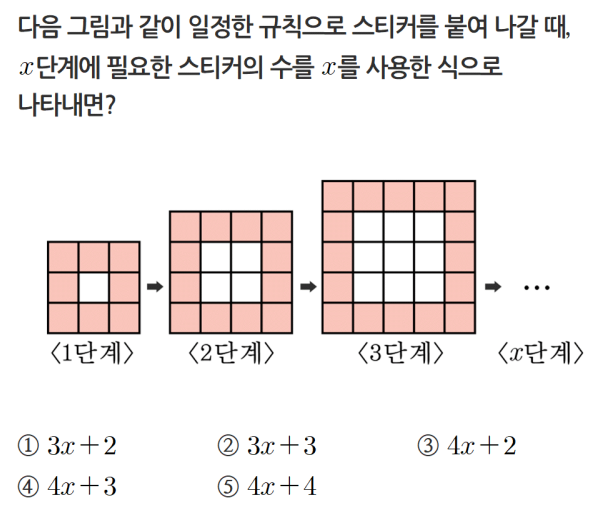 다음 그림과 같이 일정한 규칙으로 스티커를 붙여 나갈 때,
x단계에 필요한 스티커의 수를 x를 사용한 식으로
나타내면?
…
〈1단계〉 〈2단계〉 〈3단계〉 〈x단계〉
① 3x+2 ② 3x+3 ③ 4x+2
④ 4x+3 ⑤ 4x+4